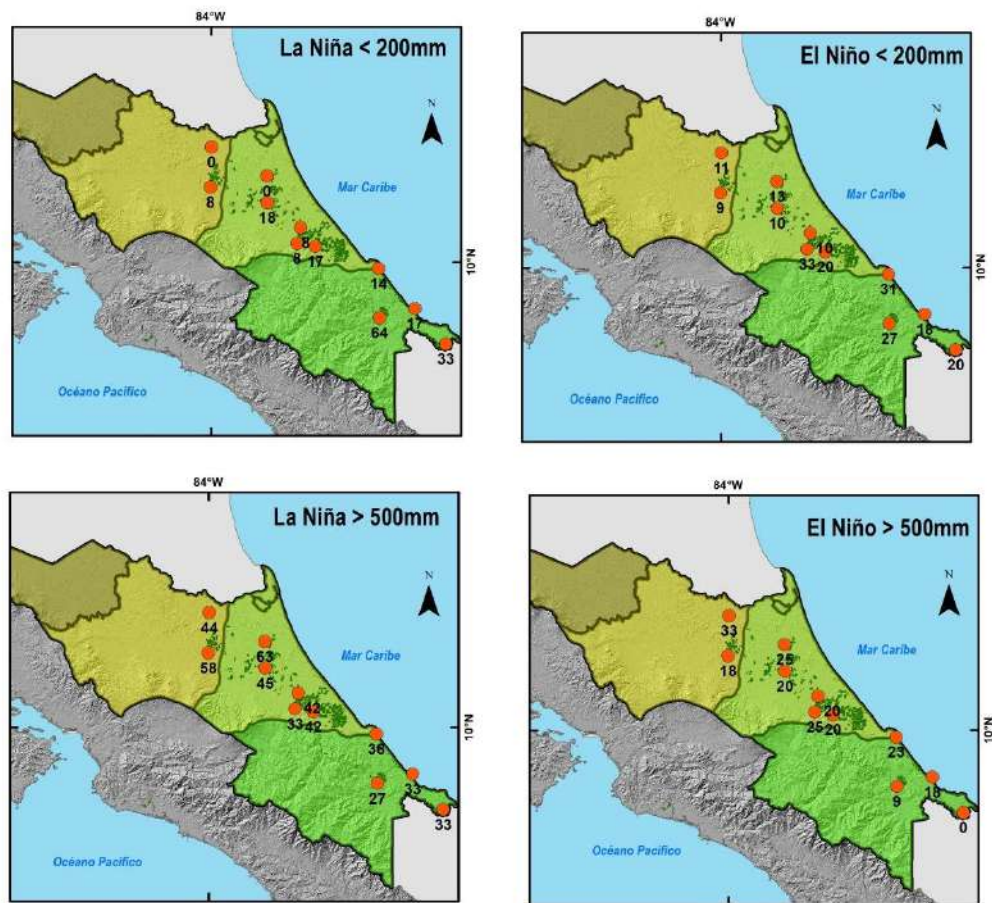 84°W
La Niña < 200mm
N
Mar Caribe
10°N
Océano Pacífico
0
8
0
18
8
8
17
14
64
33
84°W
El Niño < 200mm
N
Mar Caribe
10°N
Océano Pacífico
11
9
13
10
10
33
20
31
27
20
84°W
La Niña > 500mm
N
Mar Caribe
10°N
Océano Pacífico
44
58
63
45
42
33
42
36
33
27
33
84°W
El Niño > 500mm
N
Mar Caribe
10°N
Océano Pacífico
33
18
25
20
20
25
20
23
18
9
0